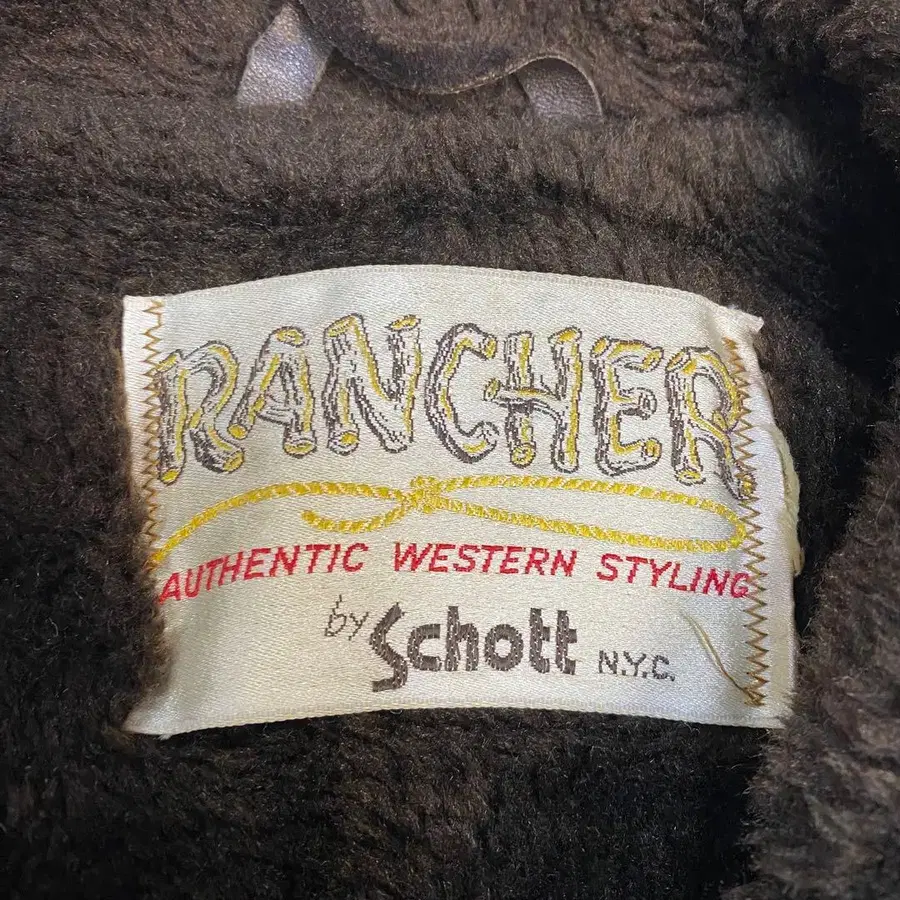 RANCHER
AUTHENTIC WESTERN STYLING
by Schott N.Y.C.